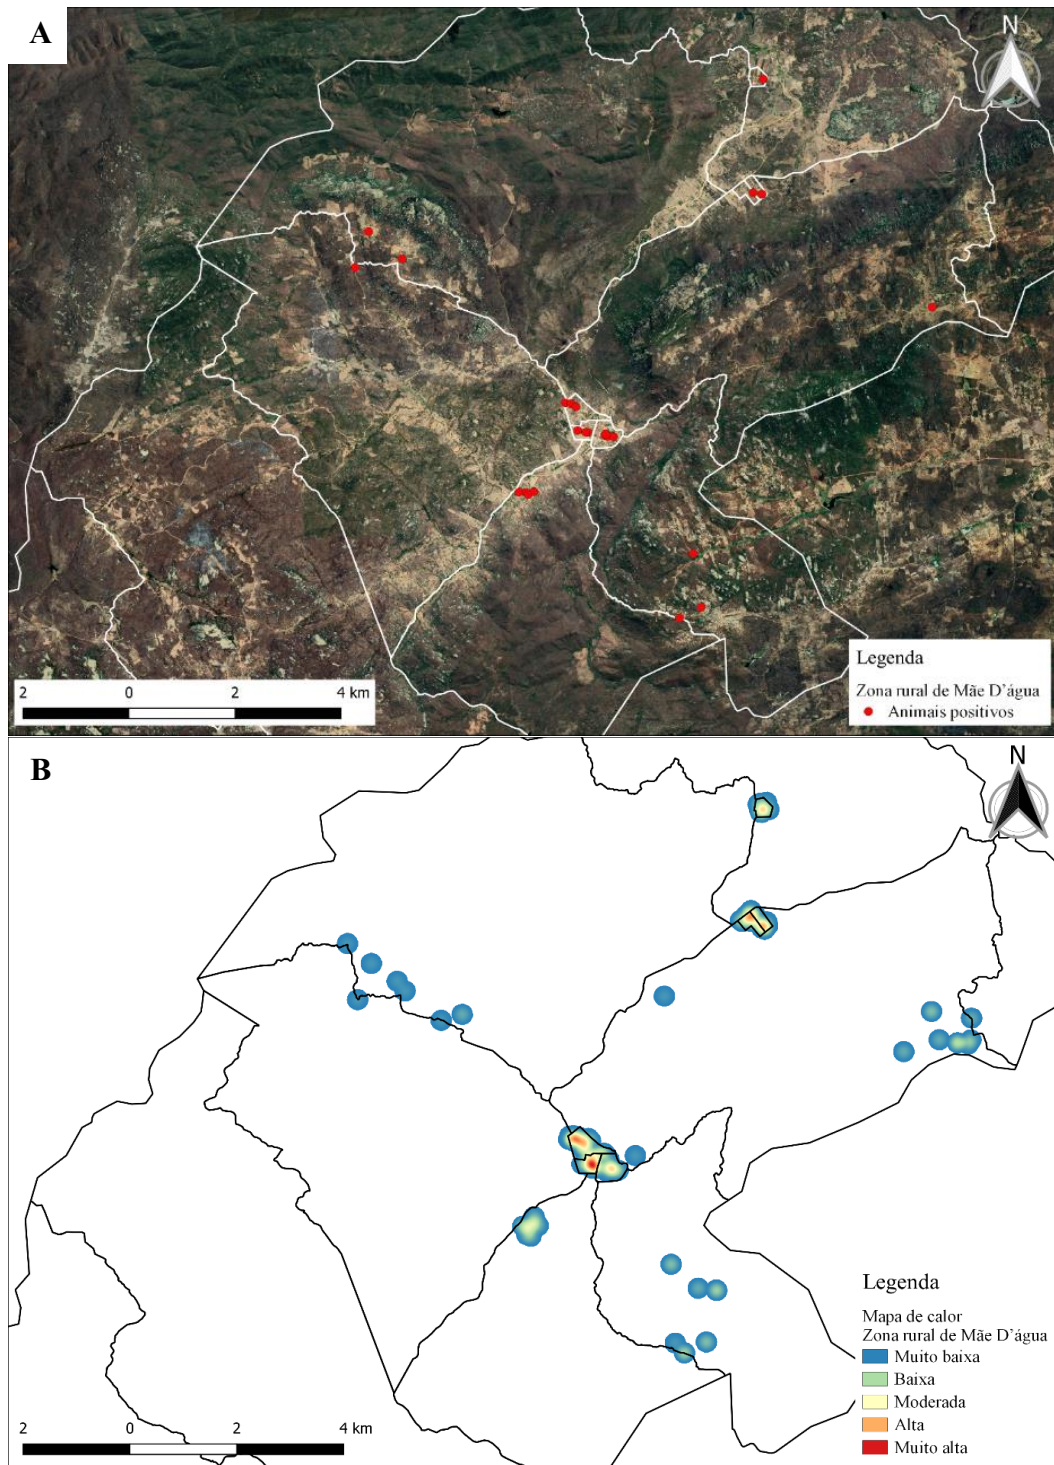 A
N
Legenda
Zona rural de Mãe D'água
Animais positivos
2 0 2 4 km
B
N
Legenda
Mapa de calor
Zona rural de Mãe D'água
Muito baixa
Baixa
Moderada
Alta
Muito alta
2 0 2 4 km